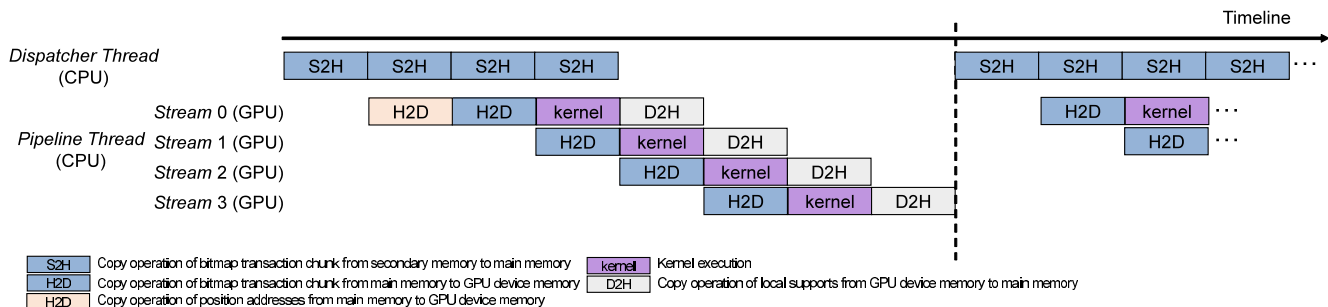 Timeline
Dispatcher Thread
(CPU)
S2H S2H S2H S2H S2H S2H S2H S2H ...
Stream 0 (GPU) H2D H2D kernel D2H H2D kernel ...
Pipeline Thread
(CPU)
Stream 1 (GPU) H2D kernel D2H H2D ...
Stream 2 (GPU) H2D kernel D2H
Stream 3 (GPU) H2D kernel D2H
S2H Copy operation of bitmap transaction chunk from secondary memory to main memory kernel Kernel execution
H2D Copy operation of bitmap transaction chunk from main memory to GPU device memory D2H Copy operation of local supports from GPU device memory to main memory
H2D Copy operation of position addresses from main memory to GPU device memory